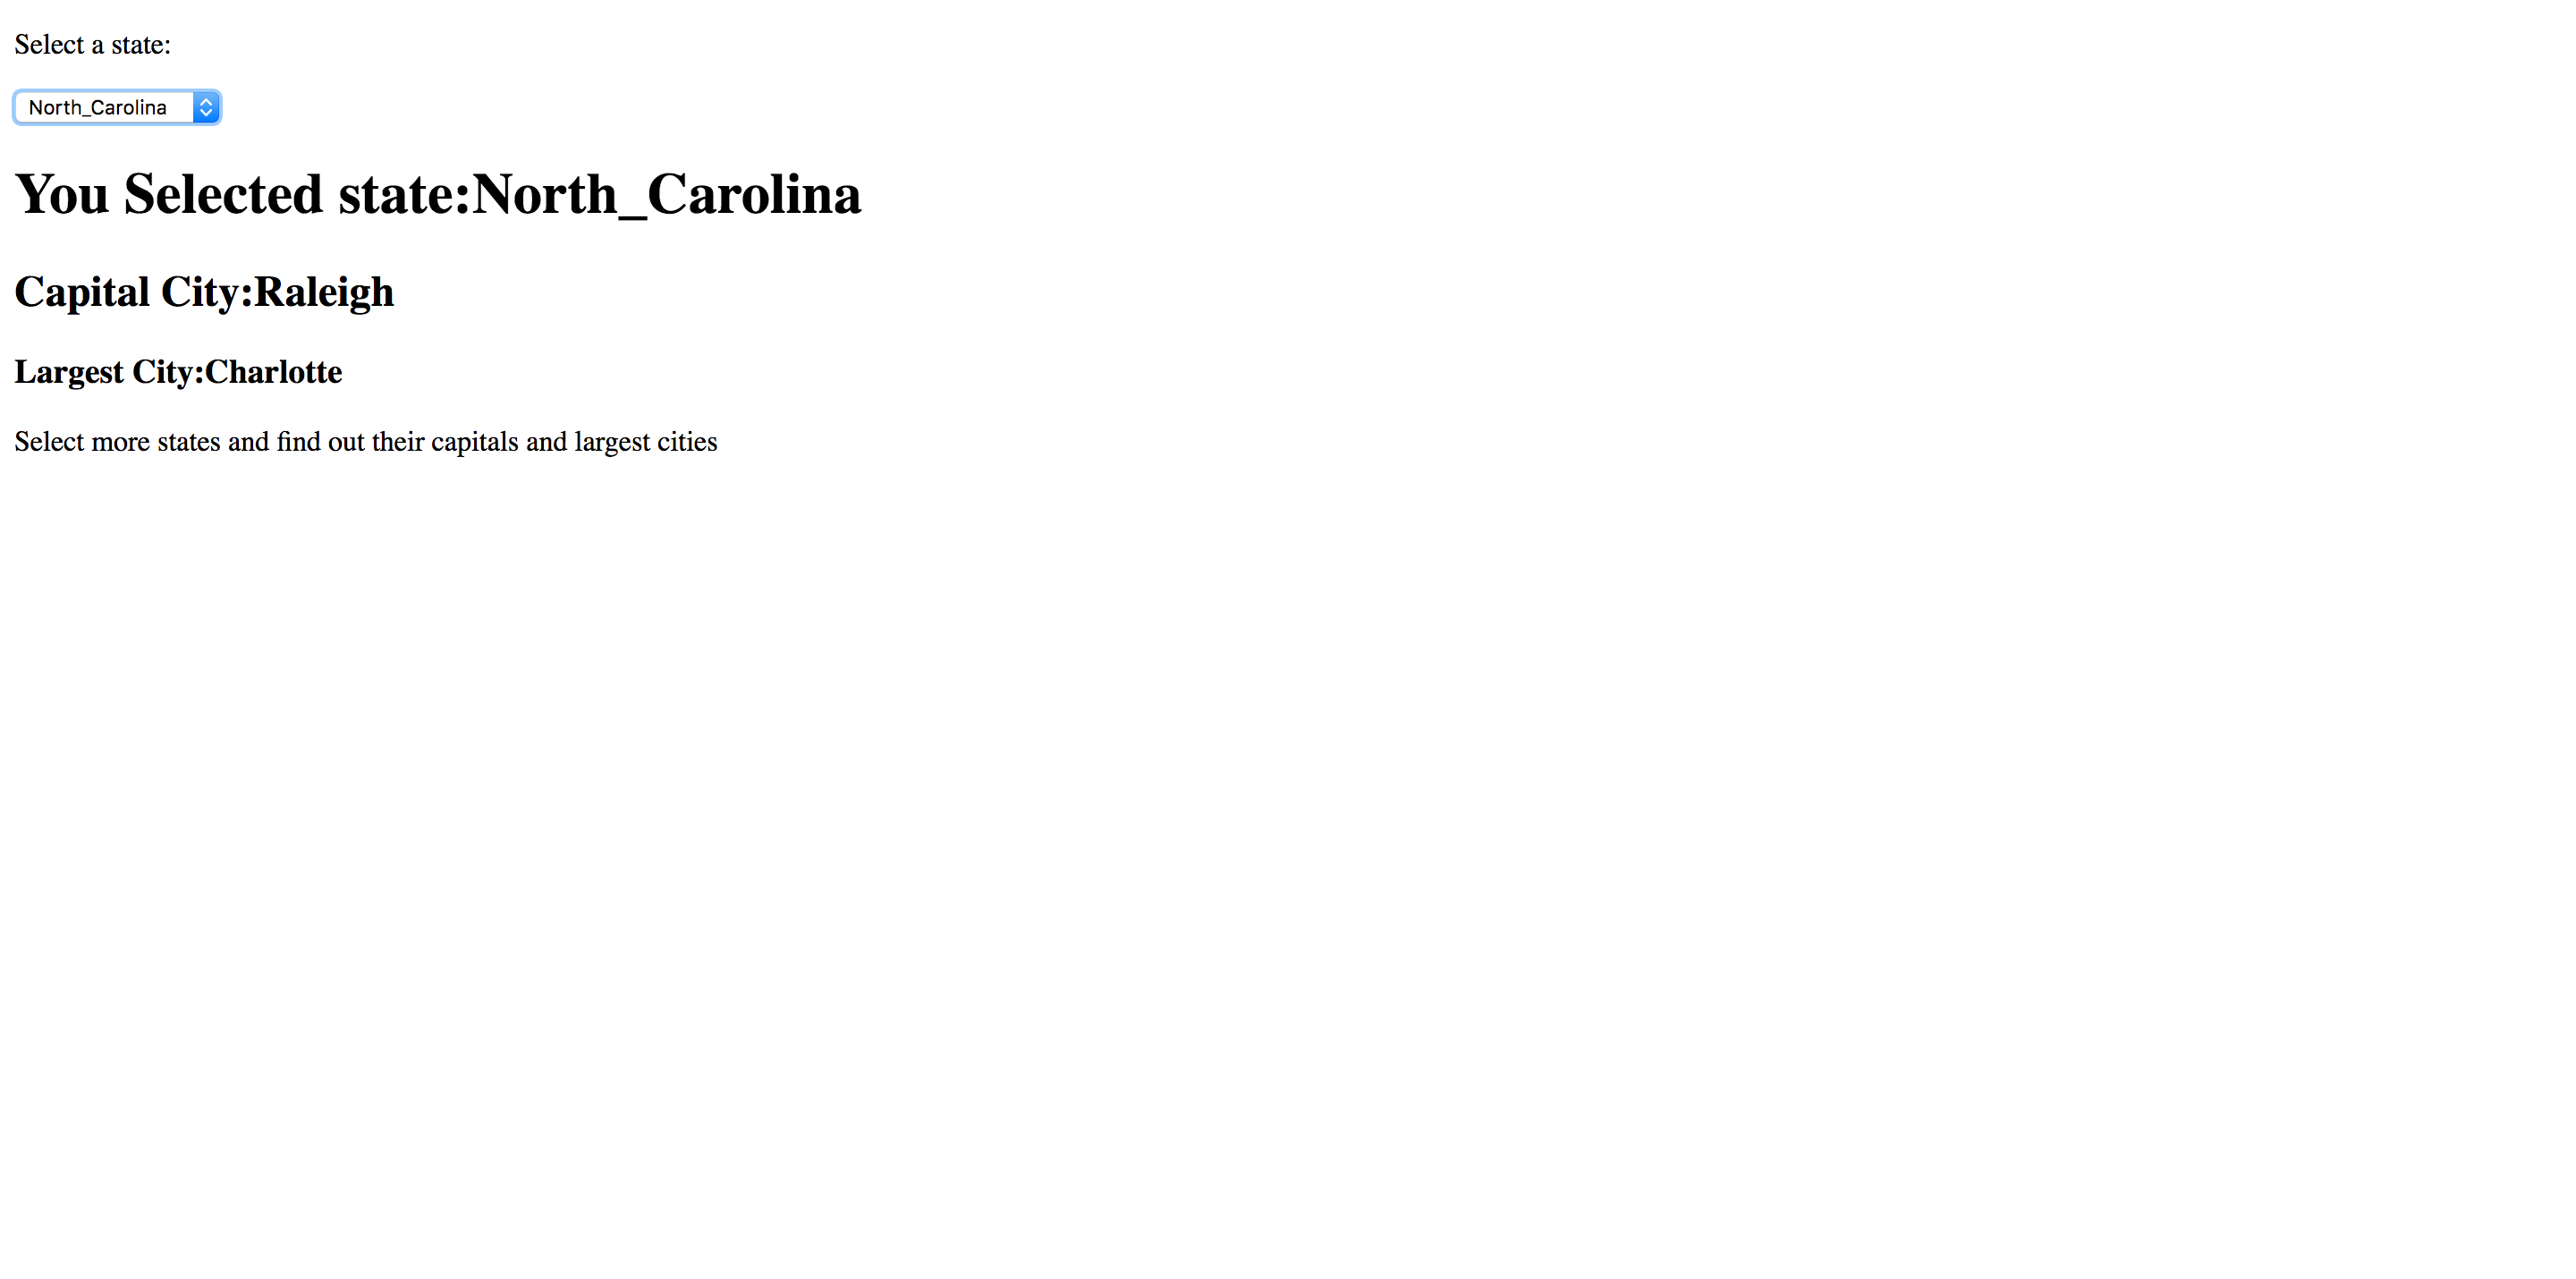 Select a state:
North_Carolina
You Selected state:North_Carolina
Capital City:Raleigh
Largest City:Charlotte
Select more states and find out their capitals and largest cities